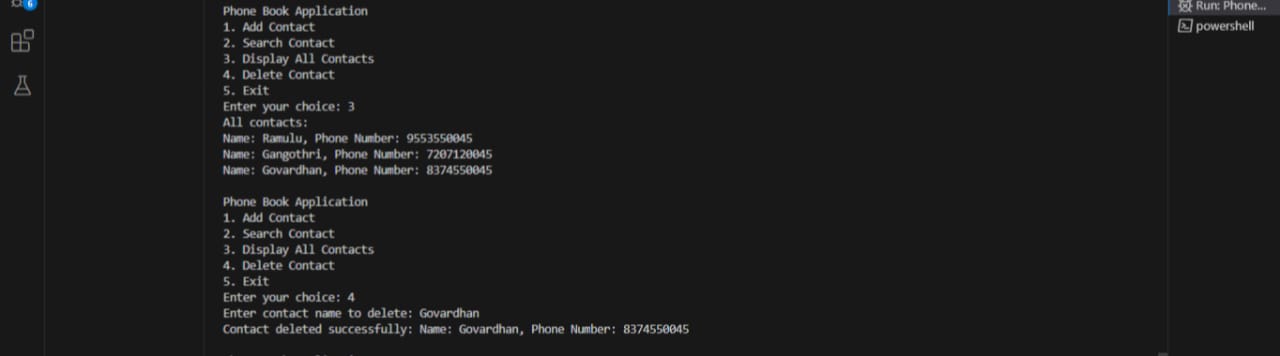 6
Run: Phone...
powershell
Phone Book Application
1. Add Contact
2. Search Contact
3. Display All Contacts
4. Delete Contact
5. Exit
Enter your choice: 3
All contacts:
Name: Ramulu, Phone Number: 9553550045
Name: Gangothri, Phone Number: 7207120045
Name: Govardhan, Phone Number: 8374550045
Phone Book Application
1. Add Contact
2. Search Contact
3. Display All Contacts
4. Delete Contact
5. Exit
Enter your choice: 4
Enter contact name to delete: Govardhan
Contact deleted successfully: Name: Govardhan, Phone Number: 8374550045